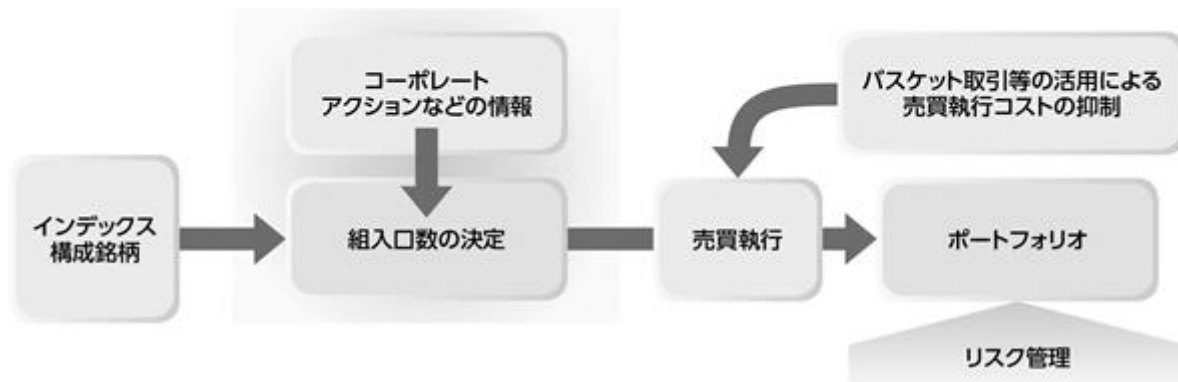 コーポレート
アクションなどの情報
バスケット取引等の活用による
売買執行コストの抑制
インデックス
構成銘柄
組入口数の決定
売買執行
ポートフォリオ
リスク管理